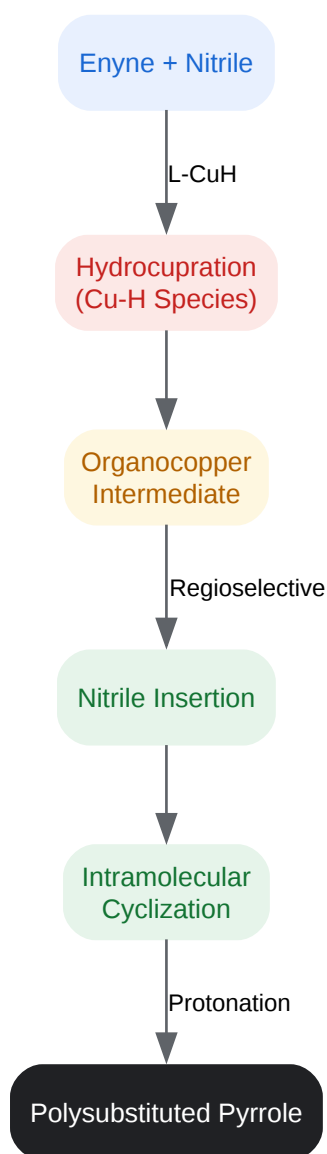 Enyne + Nitrile
L-CuH
Hydrocupration
(Cu-H Species)
Organocopper
Intermediate
Regioselective
Nitrile Insertion
Intramolecular
Cyclization
Protonation
Polysubstituted Pyrrole